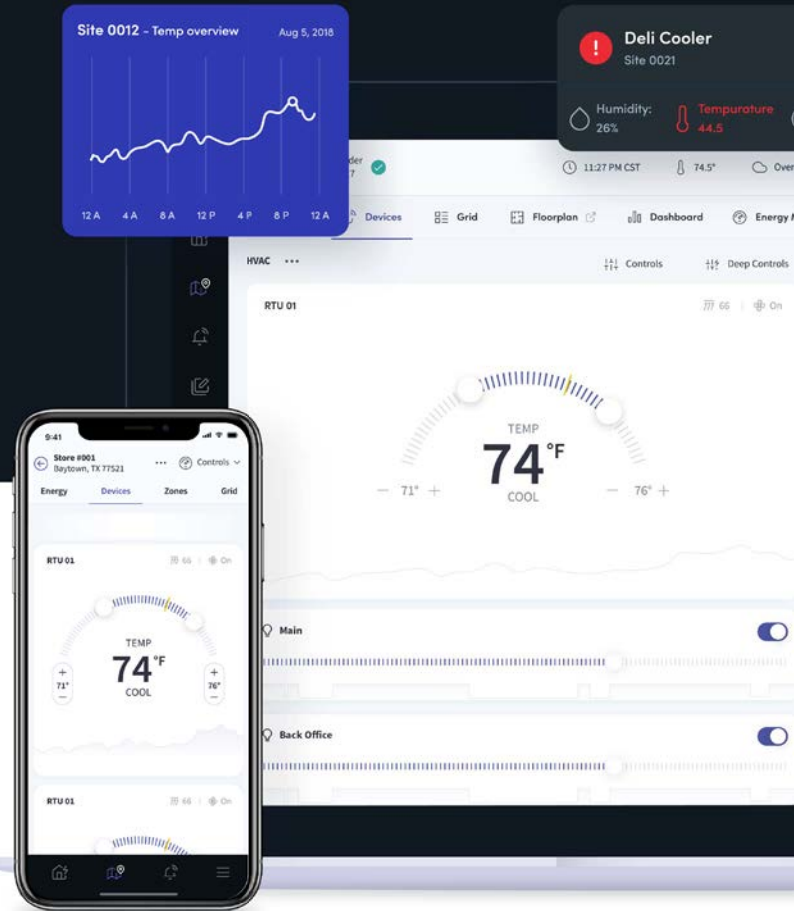 Site 0012 - Temp overview
Aug 5, 2018
12 A 4 A 8 A 12 P 4 P 8 P 12 A
Deli Cooler
Site 0021
Humidity:
26%
Tempurature
44.5
11:27 PM CST
74.5°
Devices
Grid
Floorplan
Dashboard
Energy
HVAC
Controls
Deep Controls
RTU 01
66
On
TEMP
74°F
COOL
71°
76°
Main
Back Office
9:41
Store #001
Baytown, TX 77521
Controls
Energy
Devices
Zones
Grid
RTU 01
66
On
TEMP
74°F
COOL
+
71°
−
+
76°
−
RTU 01
66
On